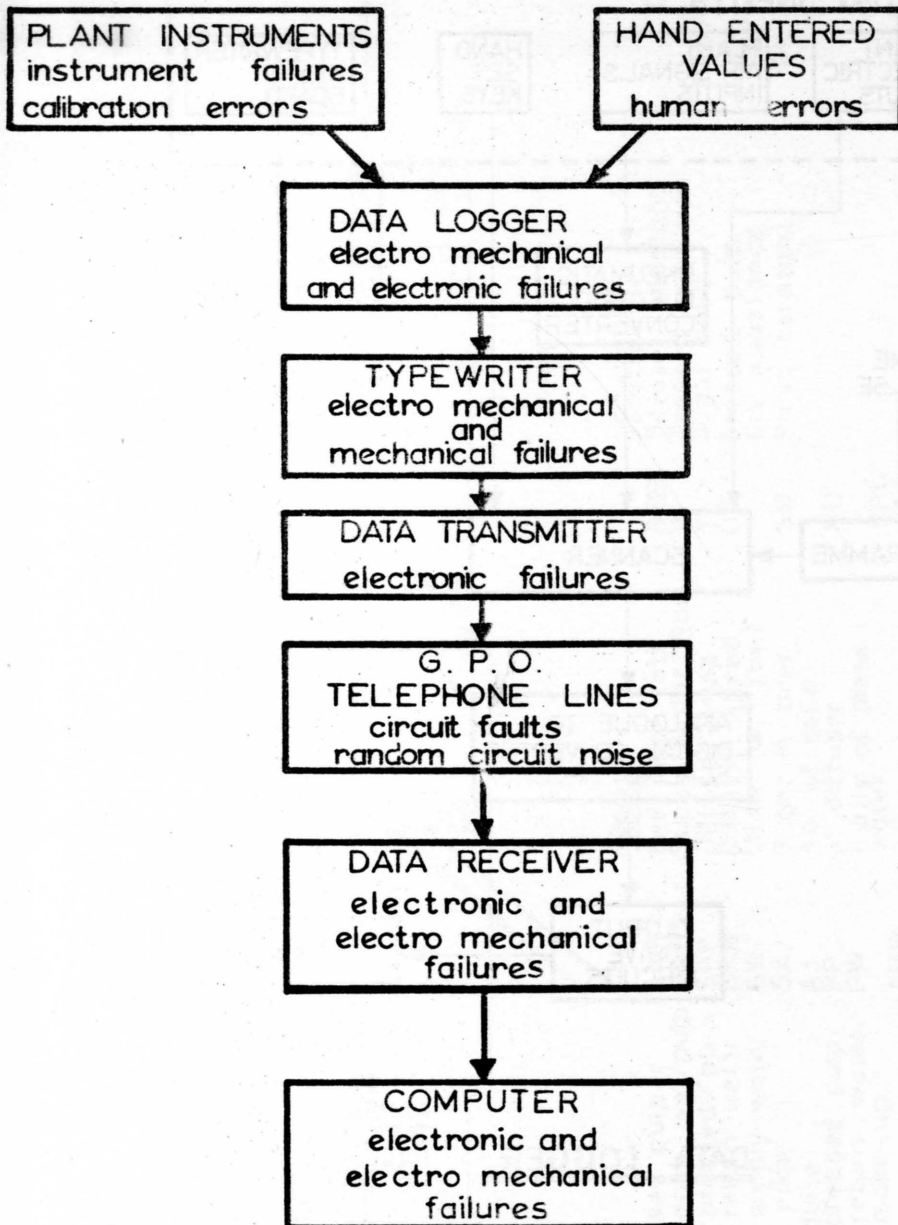 PLANT INSTRUMENTS
instrument failures
calibration errors
HAND ENTERED
VALUES
human errors
DATA LOGGER
electro mechanical
and electronic failures
TYPEWRITER
electro mechanical
and
mechanical failures
DATA TRANSMITTER
electronic failures
G. P. O.
TELEPHONE LINES
circuit faults
random circuit noise
DATA RECEIVER
electronic and
electro mechanical
failures
COMPUTER
electronic and
electro mechanical
failures